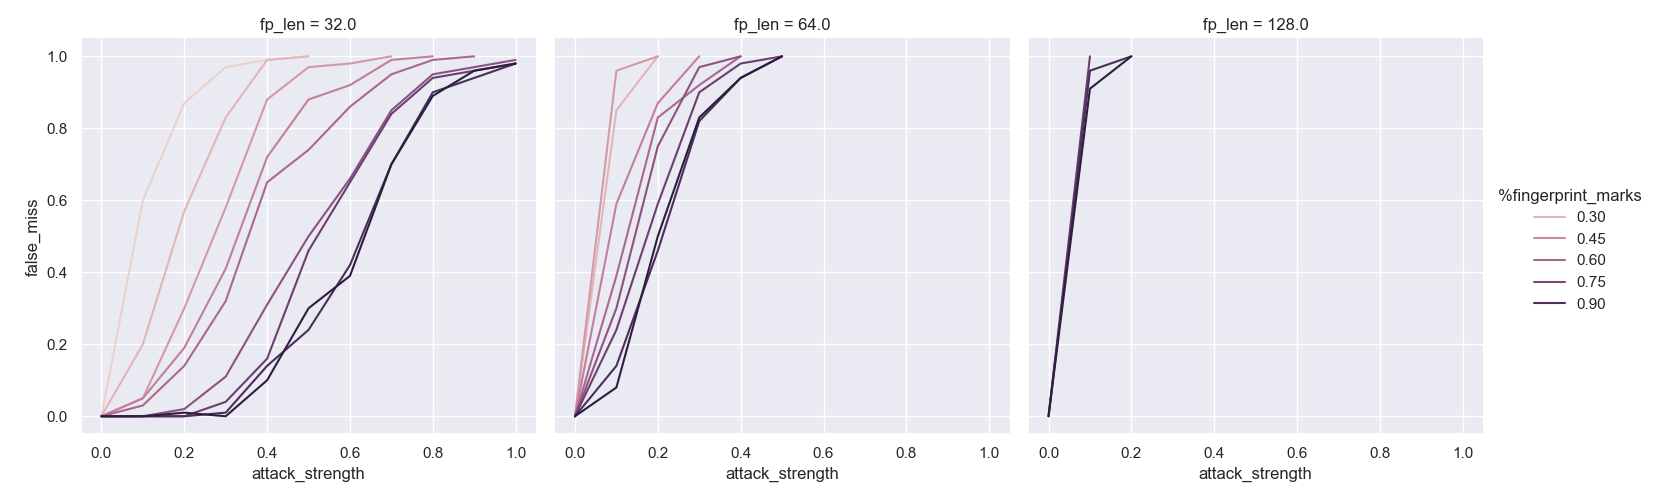 fp_len = 32.0
fp_len = 64.0
fp_len = 128.0
false_miss
1.0
0.8
0.6
0.4
0.2
0.0
0.0 0.2 0.4 0.6 0.8 1.0
attack_strength
0.0 0.2 0.4 0.6 0.8 1.0
attack_strength
0.0 0.2 0.4 0.6 0.8 1.0
attack_strength
%fingerprint_marks
0.30
0.45
0.60
0.75
0.90